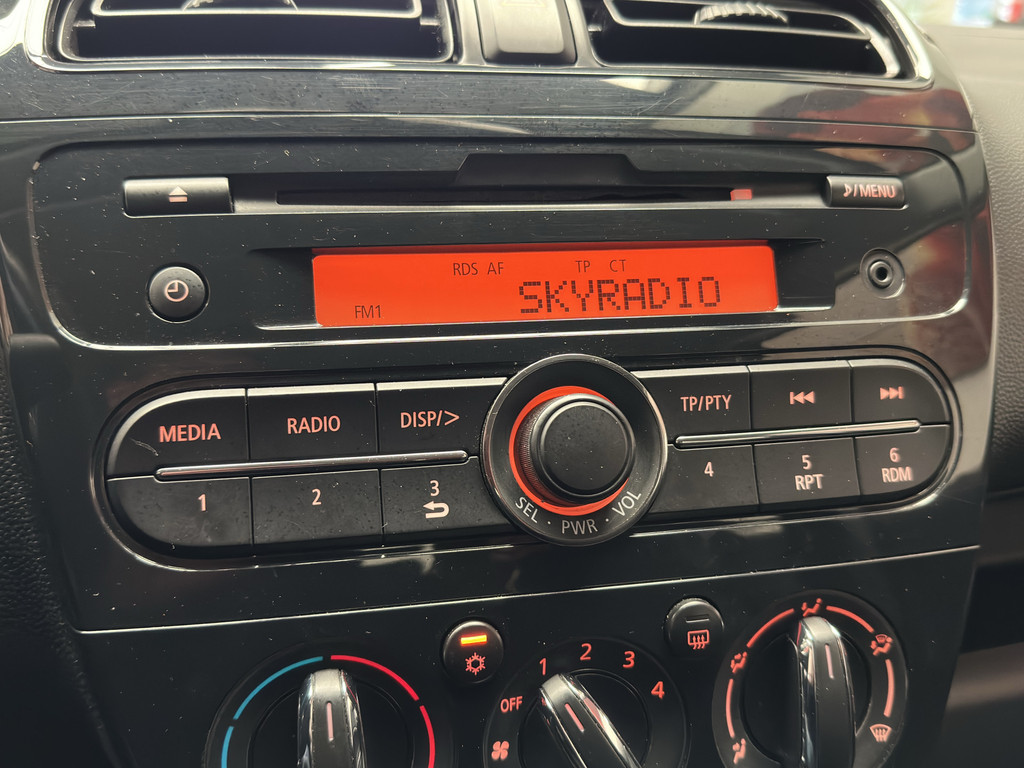 ♪/MENU
RDS AF TP CT
FM1 SKYRADIO
MEDIA RADIO DISP/> TP/PTY
1 2 3 4 5 6
RPT RDM
SEL · PWR · VOL
OFF 1 2 3 4